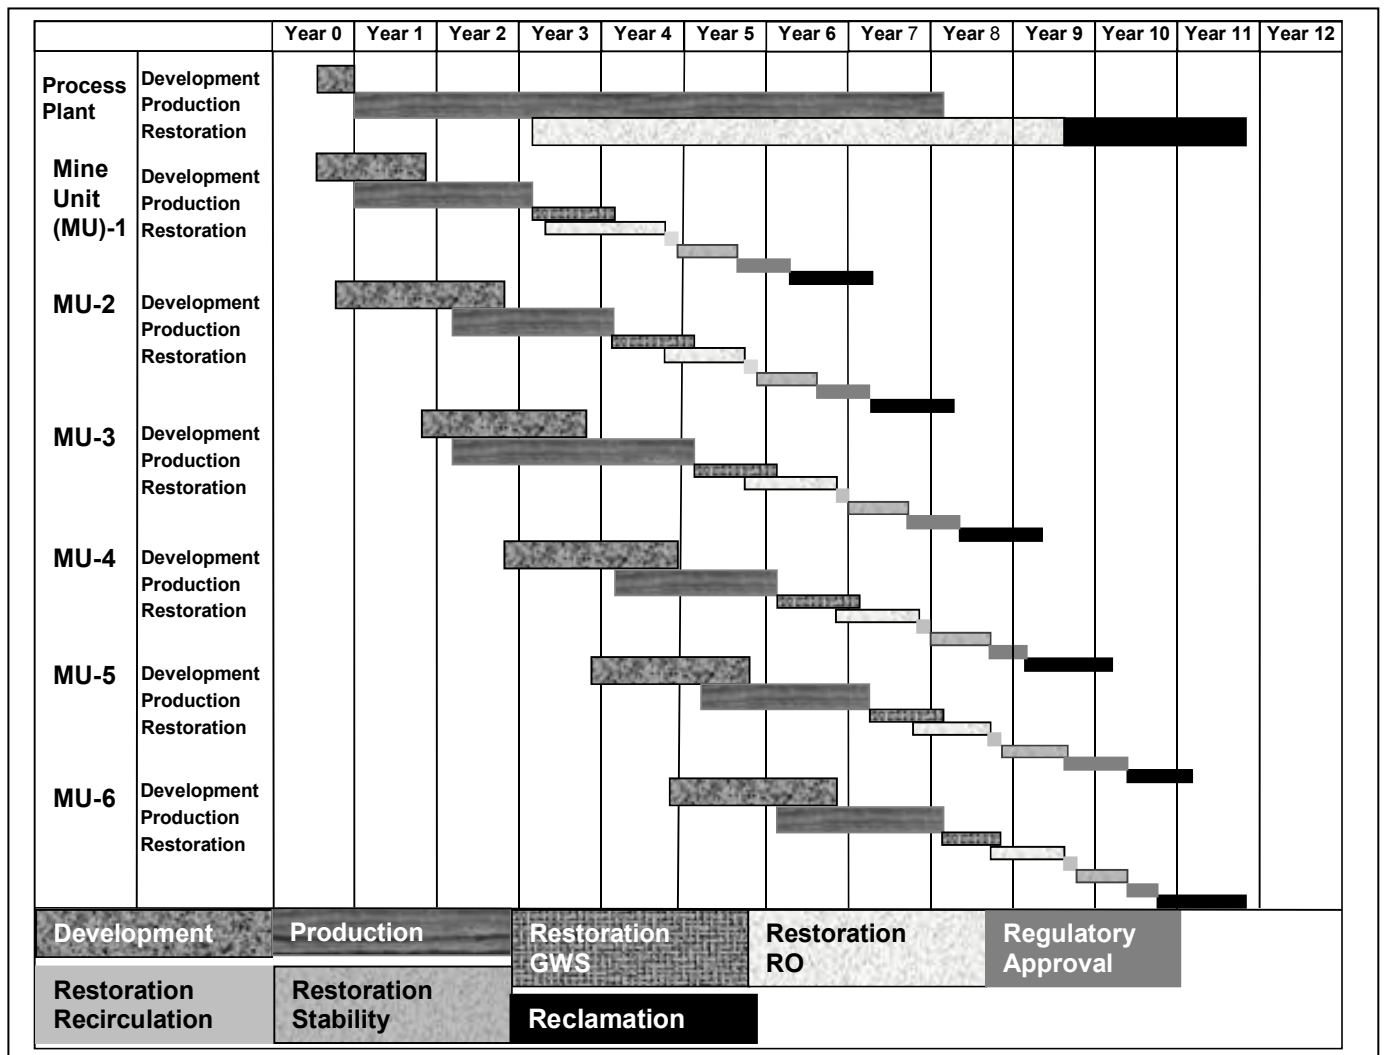 Year 0 Year 1 Year 2 Year 3 Year 4 Year 5 Year 6 Year 7 Year 8 Year 9 Year 10 Year 11 Year 12
Process
Plant
Development
Production
Restoration
Mine
Unit
(MU)-1
Development
Production
Restoration
MU-2
Development
Production
Restoration
MU-3
Development
Production
Restoration
MU-4
Development
Production
Restoration
MU-5
Development
Production
Restoration
MU-6
Development
Production
Restoration
Development
Production
Restoration
GWS
Restoration
RO
Regulatory
Approval
Restoration
Recirculation
Restoration
Stability
Reclamation